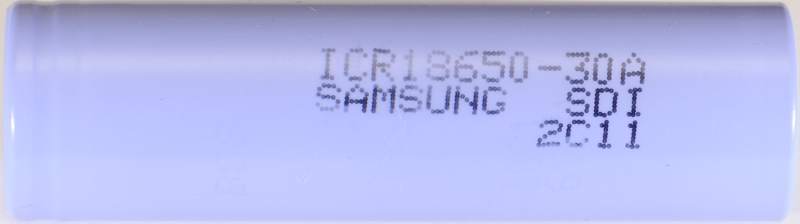 ICR18650-30A
SAMSUNG SDI
2C11